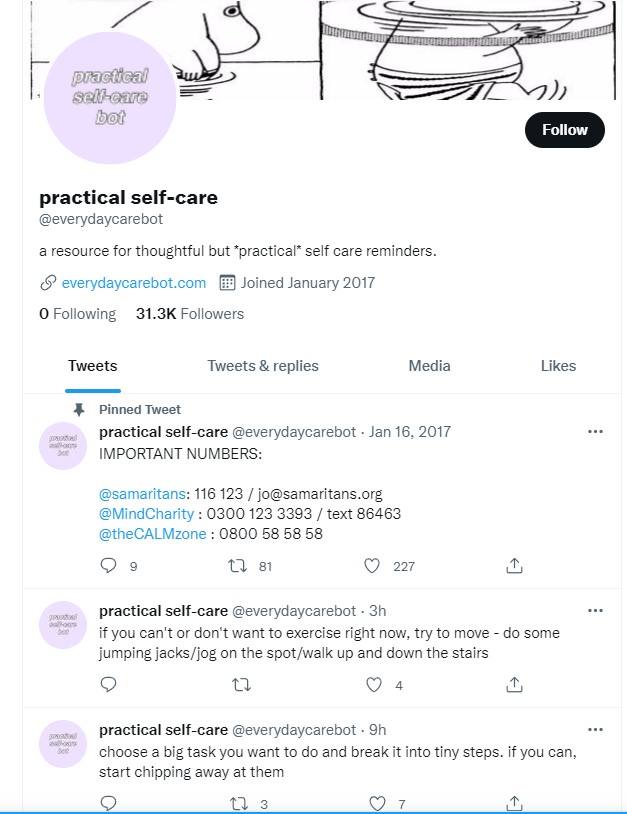 practical
self-care
bot
Follow
practical self-care
@everydaycarebot
a resource for thoughtful but *practical* self care reminders.
everydaycarebot.com Joined January 2017
0 Following 31.3K Followers
Tweets Tweets & replies Media Likes
Pinned Tweet
practical self-care @everydaycarebot · Jan 16, 2017
IMPORTANT NUMBERS:
@samaritans: 116 123 / jo@samaritans.org
@MindCharity : 0300 123 3393 / text 86463
@theCALMzone : 0800 58 58 58
9 81 227
practical
self-care
bot
practical self-care @everydaycarebot · 3h
if you can't or don't want to exercise right now, try to move - do some
jumping jacks/jog on the spot/walk up and down the stairs
4
practical
self-care
bot
practical self-care @everydaycarebot · 9h
choose a big task you want to do and break it into tiny steps. if you can,
start chipping away at them
3 7
practical
self-care
bot